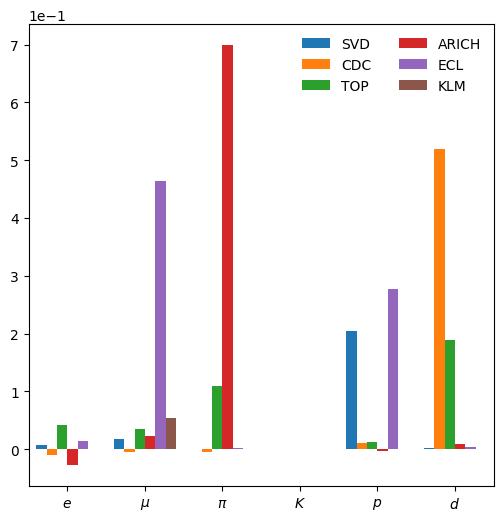 1e−1
SVD
CDC
TOP
ARICH
ECL
KLM
7
6
5
4
3
2
1
0
e μ π K p d